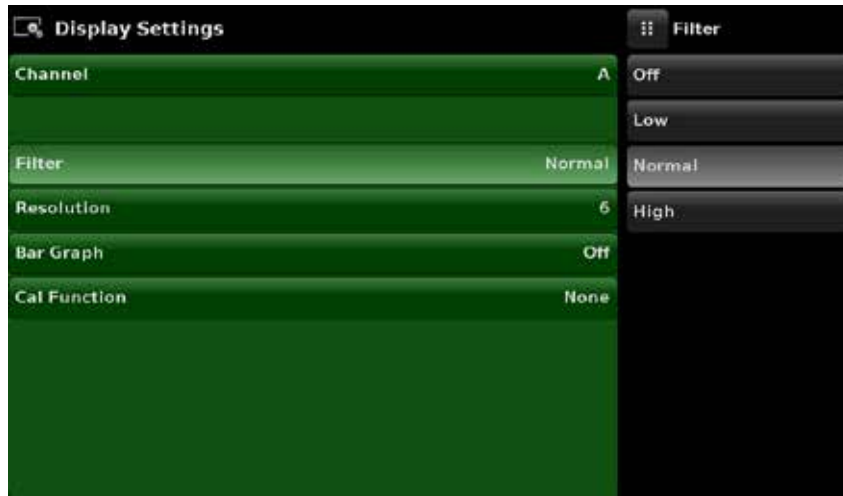 Display Settings
Channel A
Filter Normal
Resolution 6
Bar Graph Off
Cal Function None
Filter
Off
Low
Normal
High